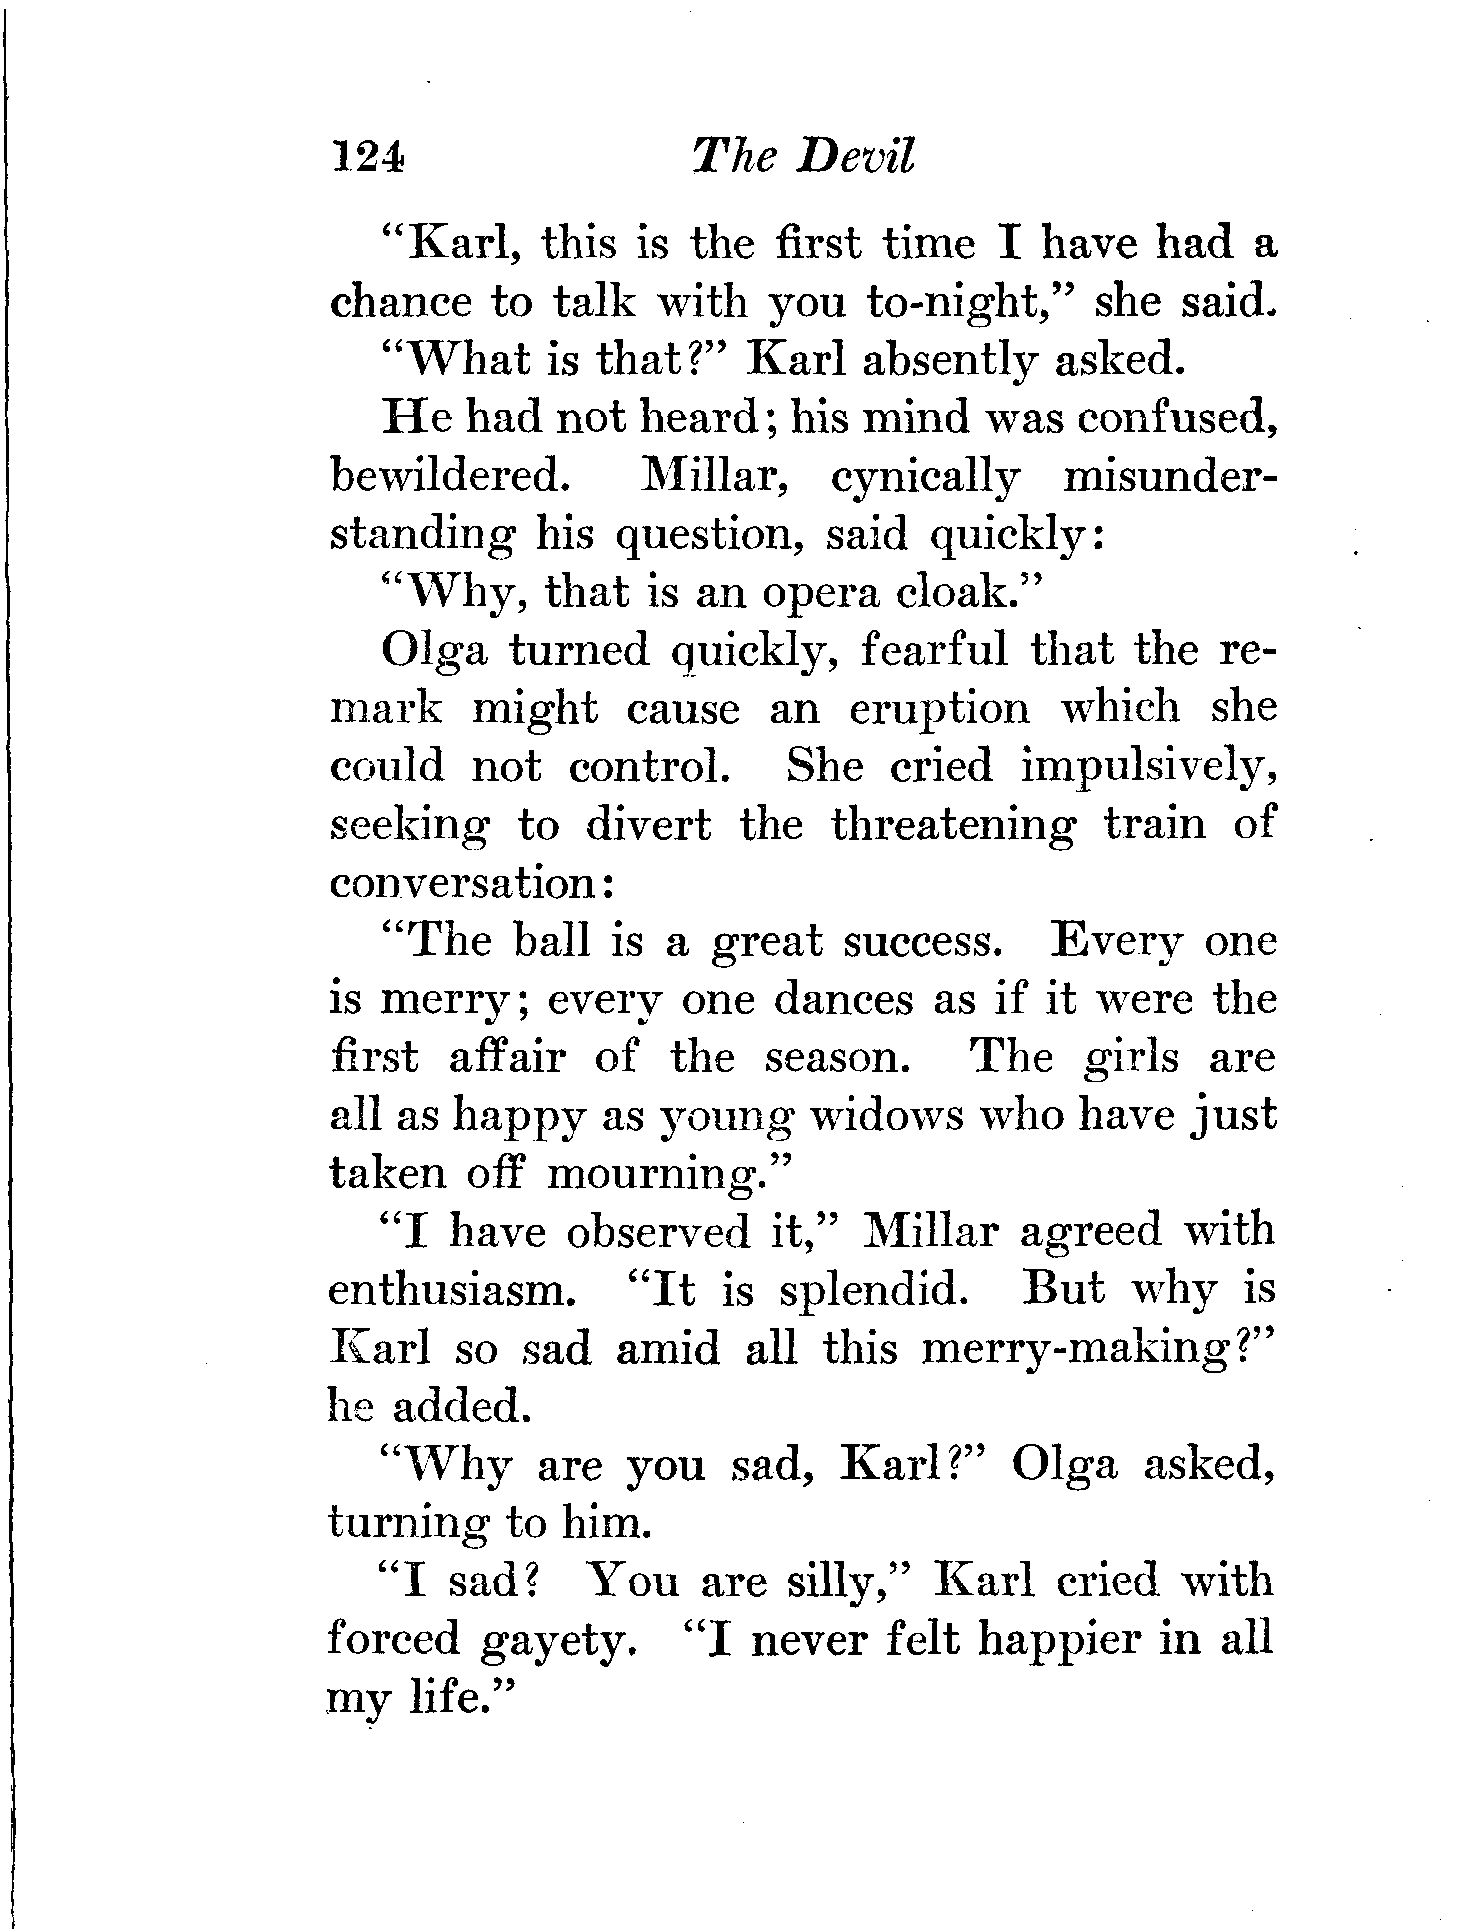 124 The Devil
“Karl, this is the first time I have had a
chance to talk with you to-night,” she said.
“What is that?” Karl absently asked.
He had not heard; his mind was confused,
bewildered. Millar, cynically misunder-
standing his question, said quickly:
“Why, that is an opera cloak.”
Olga turned quickly, fearful that the re-
mark might cause an eruption which she
could not control. She cried impulsively,
seeking to divert the threatening train of
conversation:
“The ball is a great success. Every one
is merry; every one dances as if it were the
first affair of the season. The girls are
all as happy as young widows who have just
taken off mourning.”
“I have observed it,” Millar agreed with
enthusiasm. “It is splendid. But why is
Karl so sad amid all this merry-making?”
he added.
“Why are you sad, Karl?” Olga asked,
turning to him.
“I sad? You are silly,” Karl cried with
forced gayety. “I never felt happier in all
my life.”